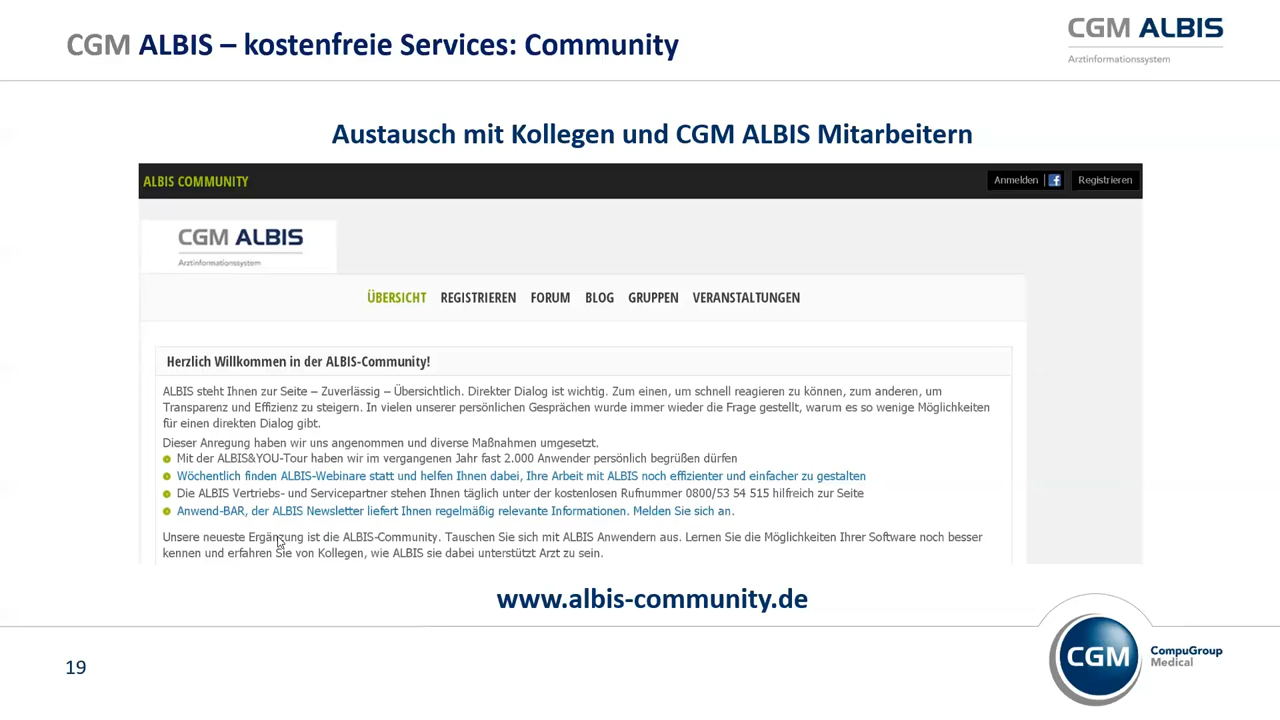 CGM ALBIS – kostenfreie Services: Community
CGM ALBIS
Arztinformationssystem
Austausch mit Kollegen und CGM ALBIS Mitarbeitern
ALBIS COMMUNITY
Anmelden
Registrieren
CGM ALBIS
Arztinformationssystem
ÜBERSICHT REGISTRIEREN FORUM BLOG GRUPPEN VERANSTALTUNGEN
Herzlich Willkommen in der ALBIS-Community!
ALBIS steht Ihnen zur Seite – Zuverlässig – Übersichtlich. Direkter Dialog ist wichtig. Zum einen, um schnell reagieren zu können, zum anderen, um
Transparenz und Effizienz zu steigern. In vielen unserer persönlichen Gesprächen wurde immer wieder die Frage gestellt, warum es so wenige Möglichkeiten
für einen direkten Dialog gibt.
Dieser Anregung haben wir uns angenommen und diverse Maßnahmen umgesetzt.
Mit der ALBIS&YOU-Tour haben wir im vergangenen Jahr fast 2.000 Anwender persönlich begrüßen dürfen
Wöchentlich finden ALBIS-Webinare statt und helfen Ihnen dabei, Ihre Arbeit mit ALBIS noch effizienter und einfacher zu gestalten
Die ALBIS Vertriebs- und Servicepartner stehen Ihnen täglich unter der kostenlosen Rufnummer 0800/53 54 515 hilfreich zur Seite
Anwend-BAR, der ALBIS Newsletter liefert Ihnen regelmäßig relevante Informationen. Melden Sie sich an.
Unsere neueste Ergänzung ist die ALBIS-Community. Tauschen Sie sich mit ALBIS Anwendern aus. Lernen Sie die Möglichkeiten Ihrer Software noch besser
kennen und erfahren Sie von Kollegen, wie ALBIS sie dabei unterstützt Arzt zu sein.
www.albis-community.de
19
CGM
CompuGroup
Medical